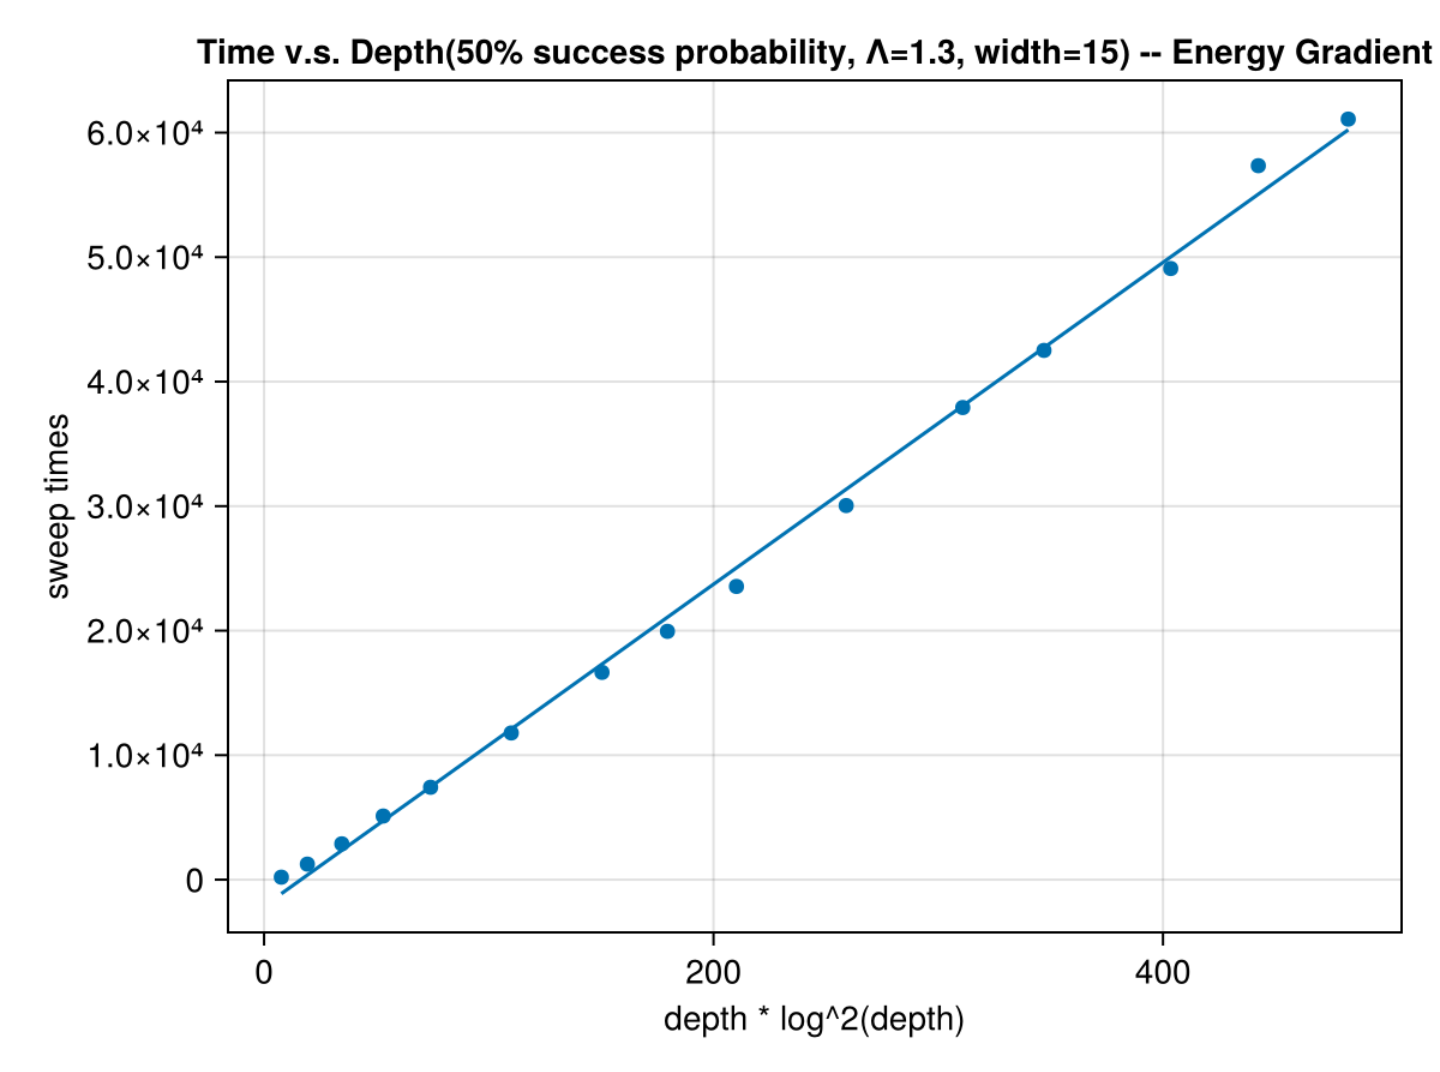 Time v.s. Depth(50% success probability, Λ=1.3, width=15) -- Energy Gradient
6.0×10⁴
5.0×10⁴
4.0×10⁴
3.0×10⁴
2.0×10⁴
1.0×10⁴
0
sweep times
0 200 400
depth * log^2(depth)